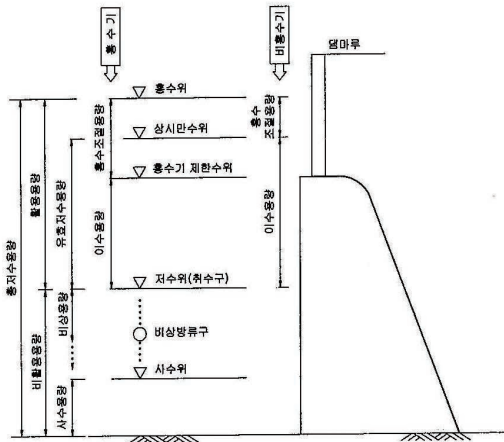 홍수기
비홍수기
댐마루
홍수위
상시만수위
홍수기 제한수위
저수위(취수구)
비상방류구
사수위
총저수용량
활용용량
비활용용량
유효저수용량
비상용량
사수용량
홍수조절용량
이수용량
홍수
조절용량
이수용량